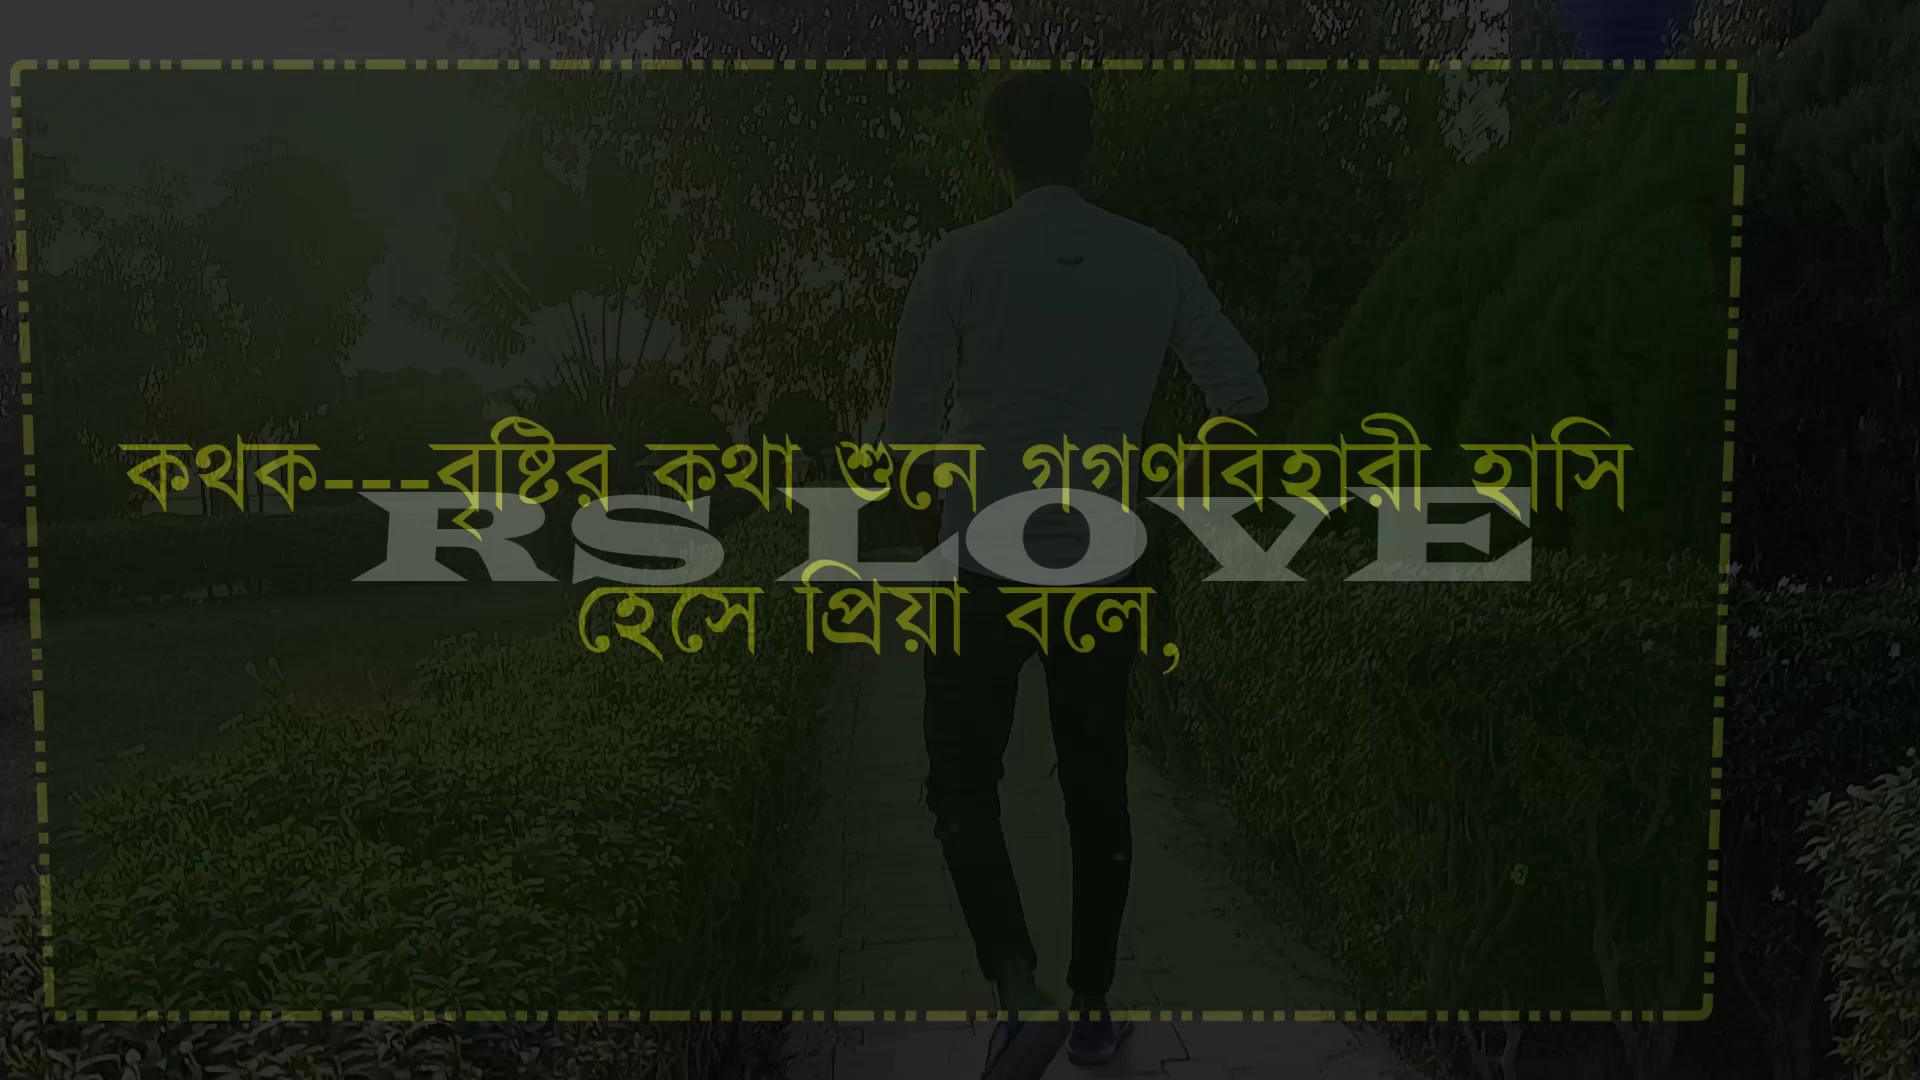 কথক---বৃষ্টির কথা শুনে গগণবিহারী হাসি
RS LOVE
হেসে প্রিয়া বলে,